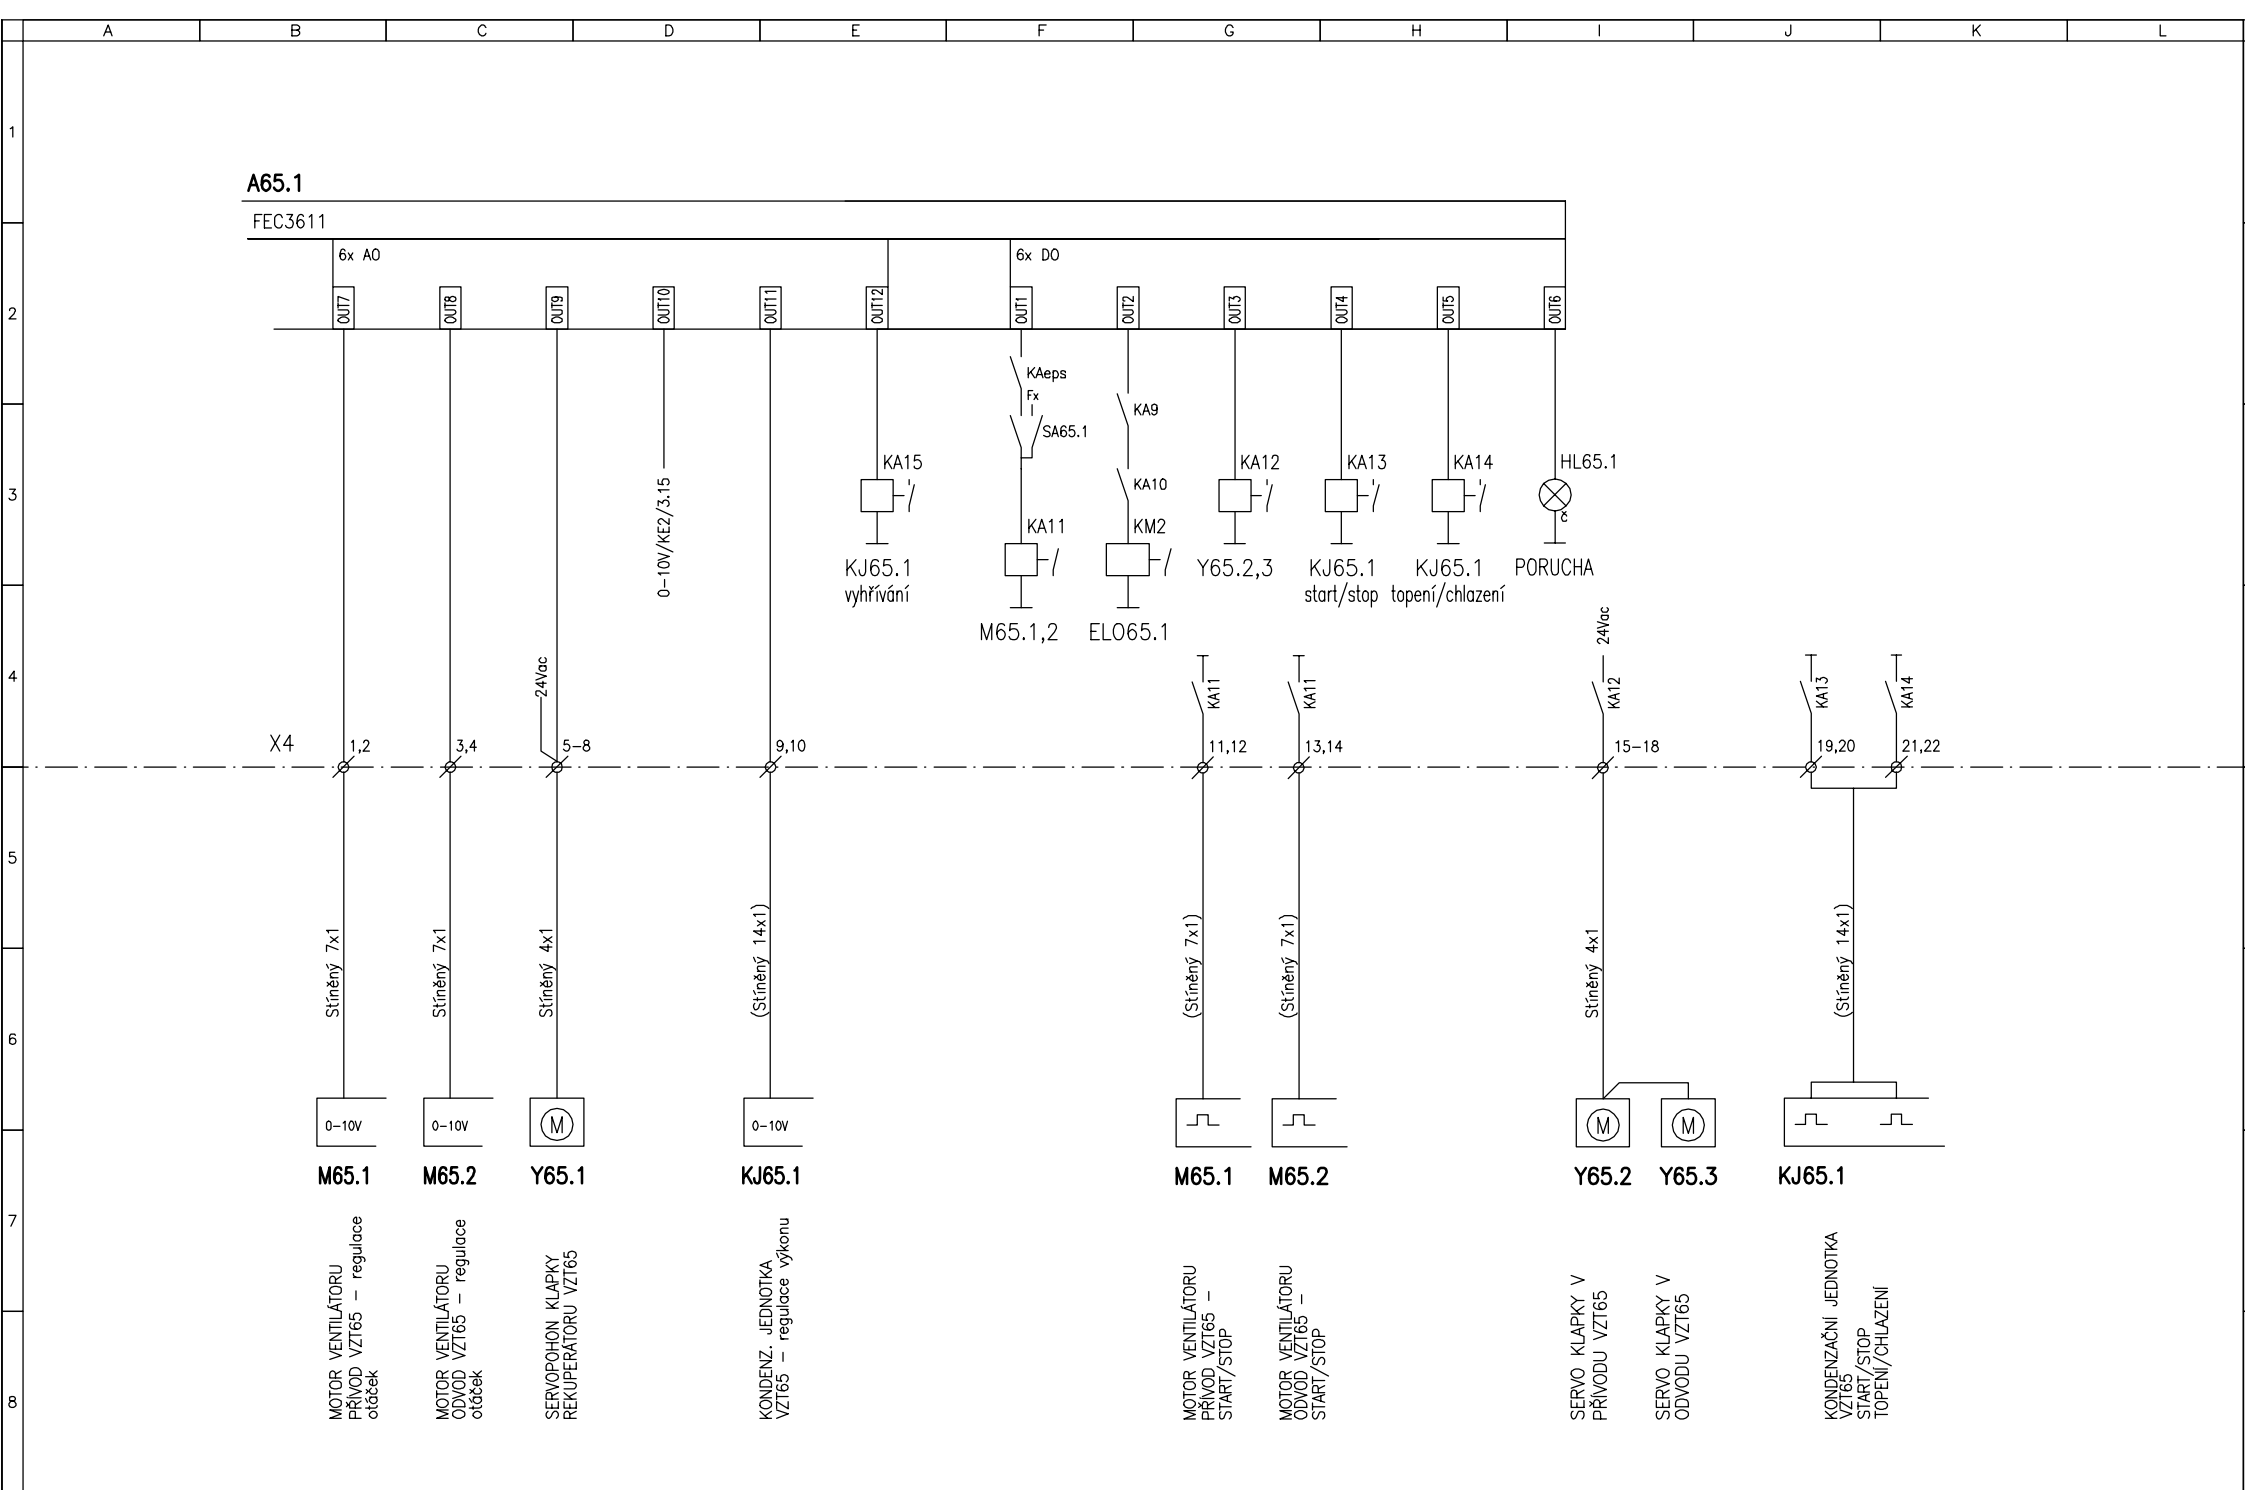 A B C D E F G H I J K L
1
A65.1
FEC3611
6x AO
6x DO
2
OUT7 OUT8 OUT9 OUT10 OUT11 OUT12 OUT1 OUT2 OUT3 OUT4 OUT5 OUT6
KAeps
Fx
KA9
SA65.1
3
KA15
KA12
KA13
KA14
HL65.1
KA10
0-10V/KE2/3.15
č
KA11
KM2
KJ65.1
vyhřívání
Y65.2,3
KJ65.1
start/stop
KJ65.1
topení/chlazení
PORUCHA
M65.1,2
ELO65.1
4
24Vac
24Vac
KA11
KA11
KA12
KA13
KA14
X4
1,2
3,4
5-8
9,10
11,12
13,14
15-18
19,20
21,22
5
Stíněný 7x1
Stíněný 7x1
Stíněný 4x1
(Stíněný 14x1)
(Stíněný 7x1)
(Stíněný 7x1)
Stíněný 4x1
(Stíněný 14x1)
6
0-10V
0-10V
M
0-10V
M
M
M65.1
M65.2
Y65.1
KJ65.1
M65.1
M65.2
Y65.2
Y65.3
KJ65.1
7
MOTOR VENTILÁTORU
PŘÍVOD VZT65 - regulace
otáček
MOTOR VENTILÁTORU
ODVOD VZT65 - regulace
otáček
SERVOPOHON KLAPKY
REKUPERÁTORU VZT65
KONDENZ. JEDNOTKA
VZT65 - regulace výkonu
MOTOR VENTILÁTORU
PŘÍVOD VZT65 -
START/STOP
MOTOR VENTILÁTORU
ODVOD VZT65 -
START/STOP
SERVO KLAPKY V
PŘÍVODU VZT65
SERVO KLAPKY V
ODVODU VZT65
KONDENZAČNÍ JEDNOTKA
VZT65
START/STOP
TOPENÍ/CHLAZENÍ
8